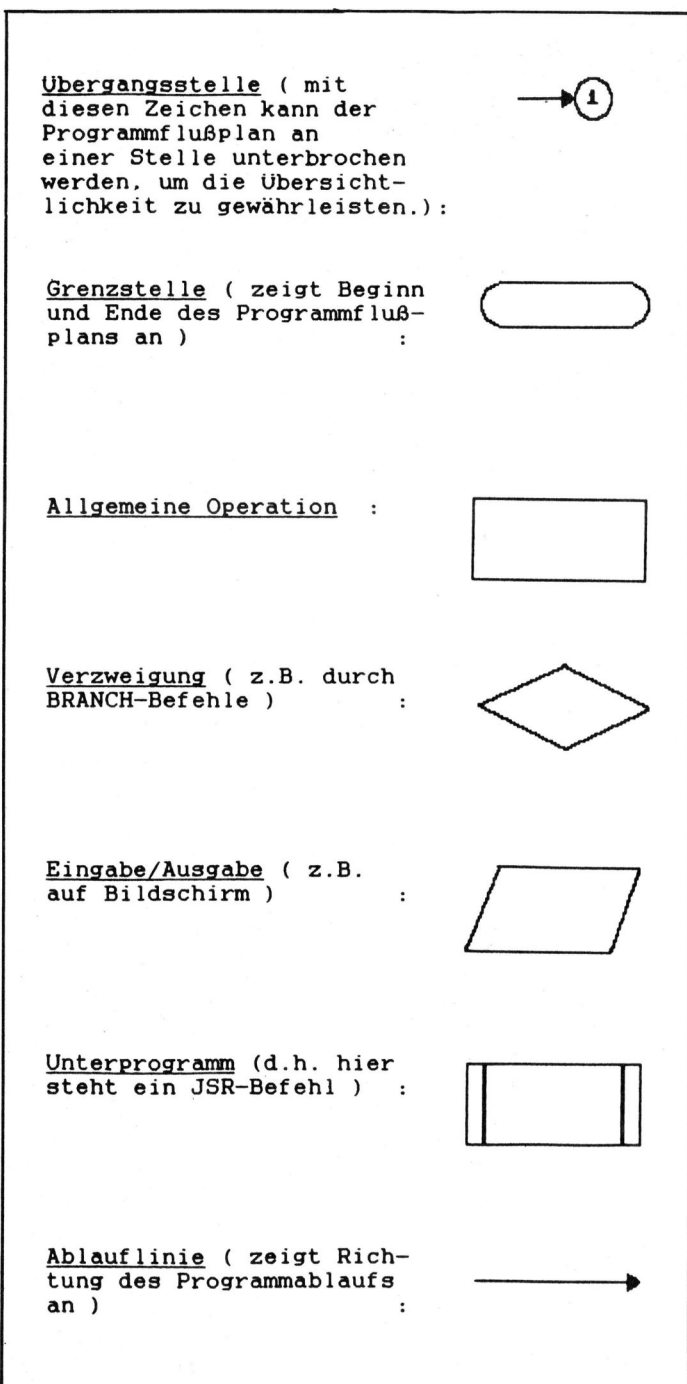 Übergangsstelle ( mit
diesen Zeichen kann der
Programmflußplan an
einer Stelle unterbrochen
werden, um die Übersicht-
lichkeit zu gewährleisten.):
1
Grenzstelle ( zeigt Beginn
und Ende des Programmfluß-
plans an ) :
Allgemeine Operation :
Verzweigung ( z.B. durch
BRANCH-Befehle ) :
Eingabe/Ausgabe ( z.B.
auf Bildschirm ) :
Unterprogramm (d.h. hier
steht ein JSR-Befehl ) :
Ablauflinie ( zeigt Rich-
tung des Programmablaufs
an ) :